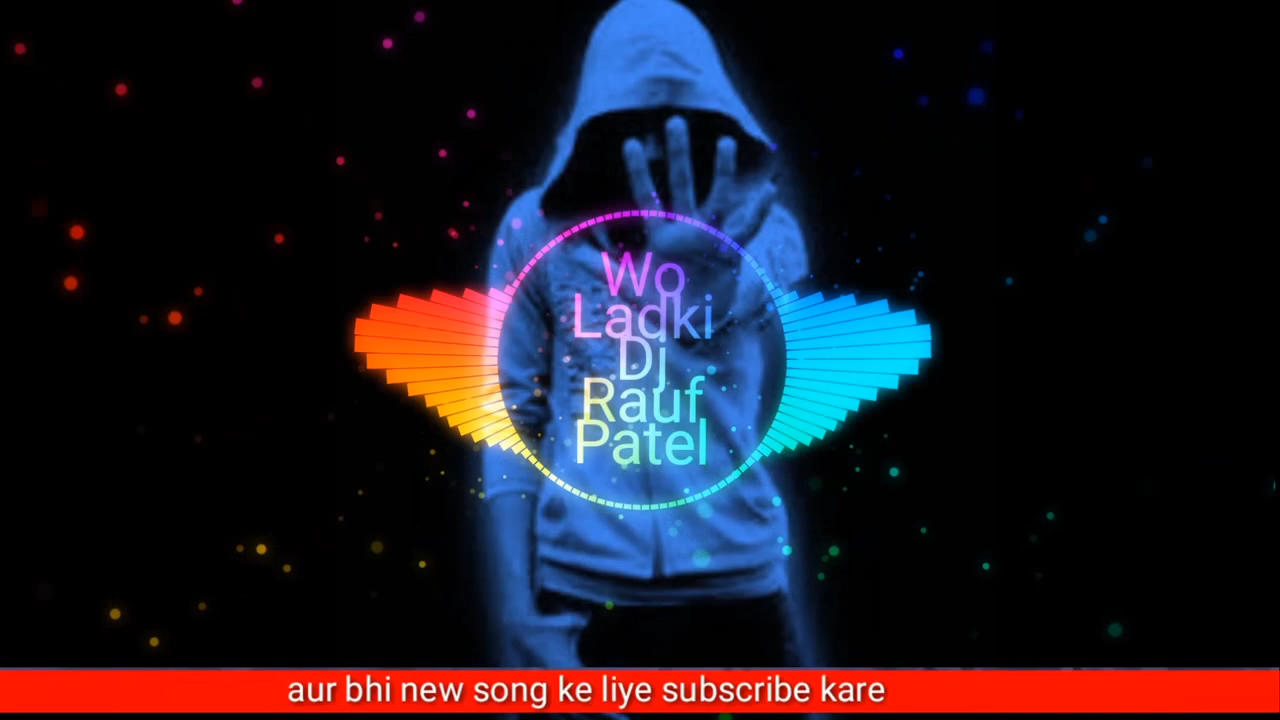 Wo
Ladki
Dj
Rauf
Patel
aur bhi new song ke liye subscribe kare